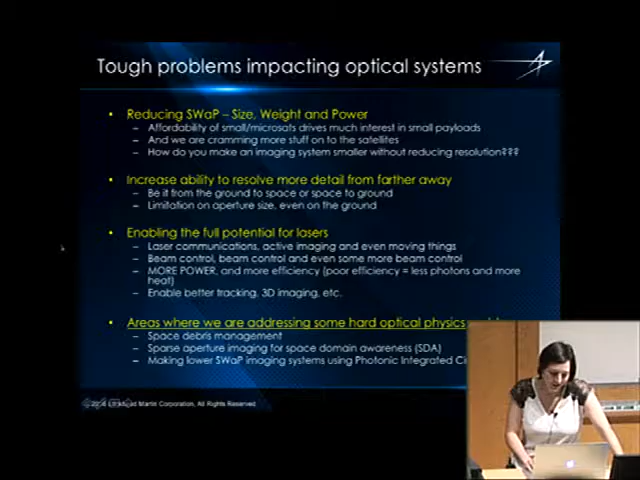 Tough problems impacting optical systems
• Reducing SWaP – Size, Weight and Power
– Affordability of small/microsats drives much interest in small payloads
– And we are cramming more stuff on to the satellites
– How do you make an imaging system smaller without reducing resolution???
• Increase ability to resolve more detail from farther away
– Be it from the ground to space or space to ground
– Limitation on aperture size, even on the ground
• Enabling the full potential for lasers
– Laser communications, active imaging and even moving things
– Beam control, beam control and even some more beam control
– MORE POWER, and more efficiency (poor efficiency = less photons and more
heat)
– Enable better tracking, 3D imaging, etc.
• Areas where we are addressing some hard optical physics
– Space debris management
– Sparse aperture imaging for space domain awareness (SDA)
– Making lower SWaP imaging systems using Photonic Integrated
Martin Corporation, All Rights Reserved